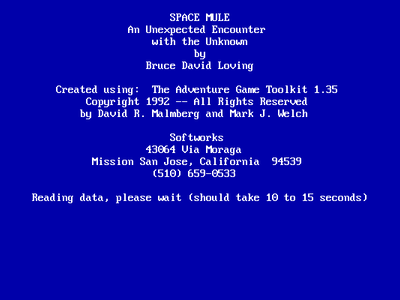 SPACE MULE
An Unexpected Encounter
with the Unknown
by
Bruce David Loving
Created using:  The Adventure Game Toolkit 1.35
Copyright 1992 -- All Rights Reserved
by David R. Malmberg and Mark J. Welch
Softworks
43064 Via Moraga
Mission San Jose, California  94539
(510) 659-0533
Reading data, please wait (should take 10 to 15 seconds)